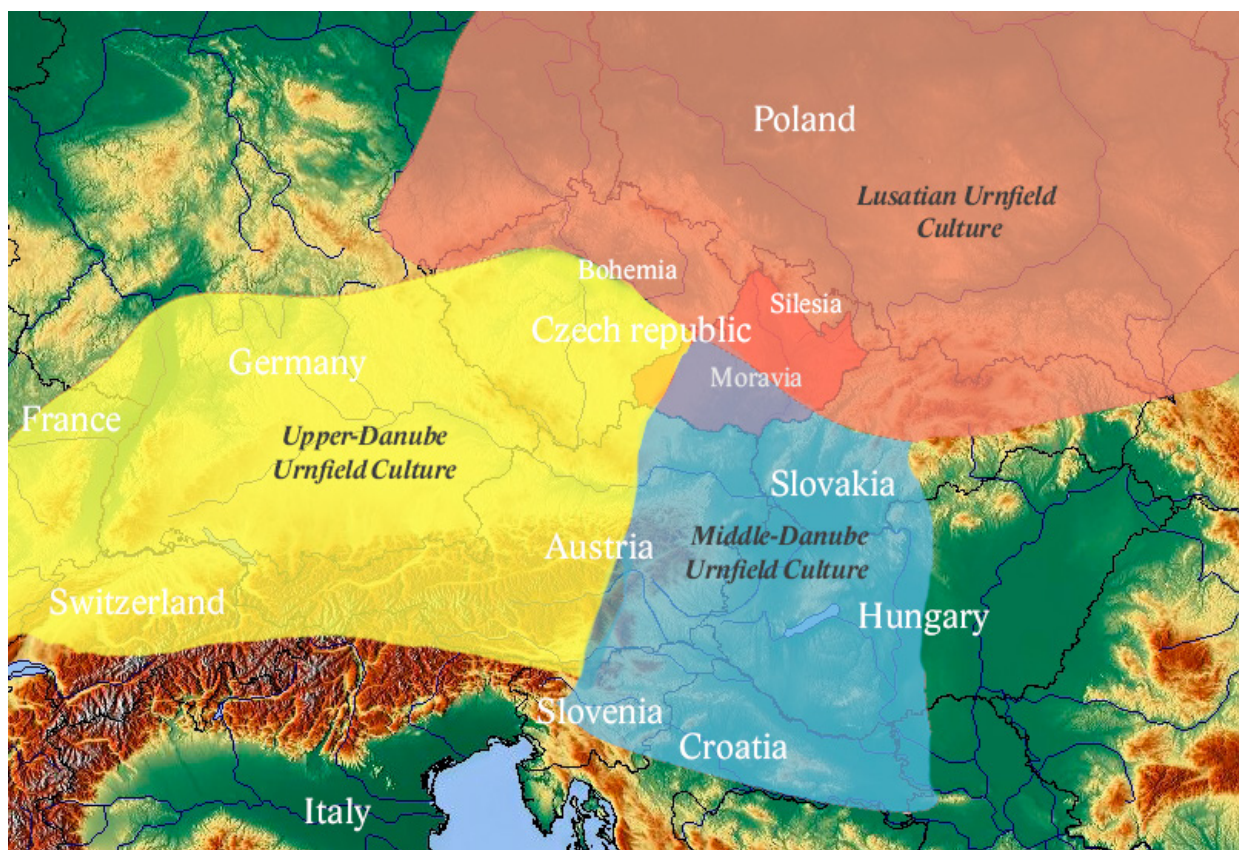 Poland
Lusatian Urnfield
Culture
Bohemia
Silesia
Czech republic
Germany
Moravia
France
Upper-Danube
Urnfield Culture
Slovakia
Austria
Middle-Danube
Urnfield Culture
Switzerland
Hungary
Slovenia
Croatia
Italy